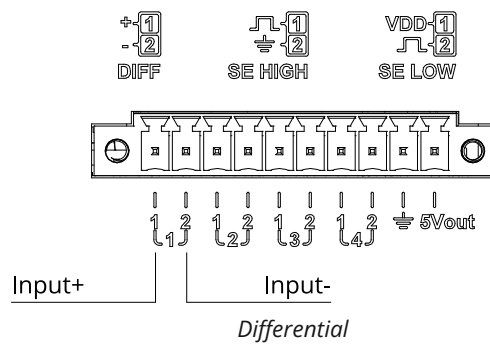 + 1 1 VDD 1
- 2 2 2
DIFF SE HIGH SE LOW
1 2 1 2 1 2 1 2 5Vout
1 2 3 4
Input+ Input-
Differential